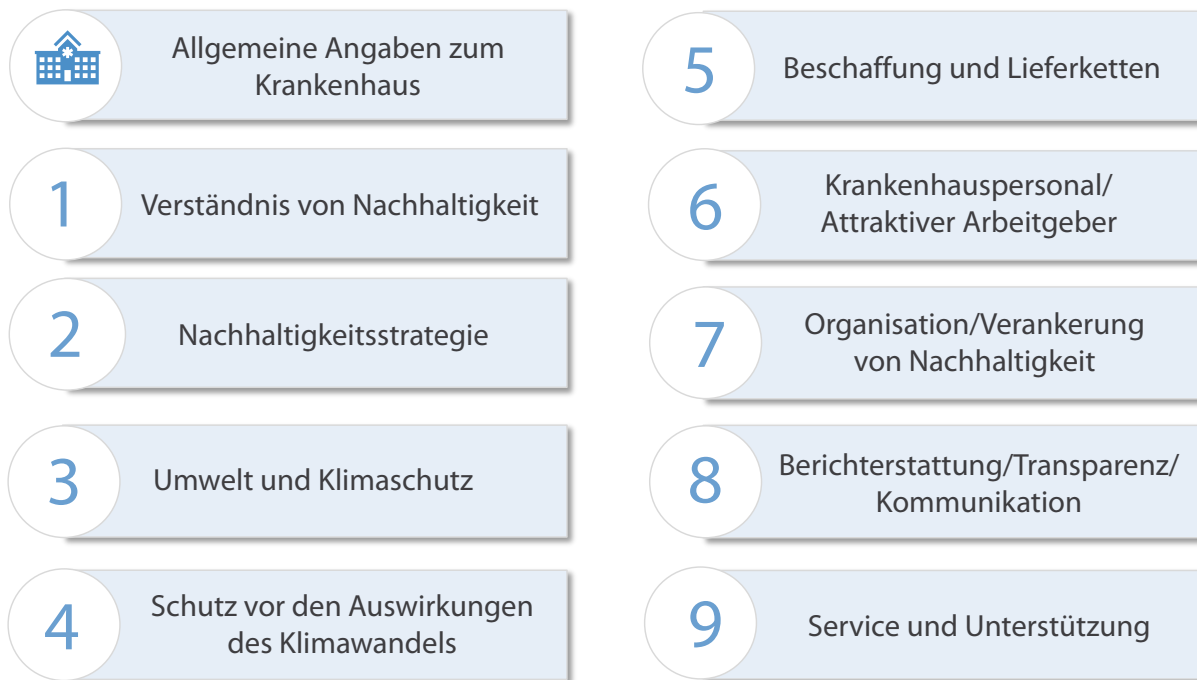 Allgemeine Angaben zum
Krankenhaus
1
Verständnis von Nachhaltigkeit
2
Nachhaltigkeitsstrategie
3
Umwelt und Klimaschutz
4
Schutz vor den Auswirkungen
des Klimawandels
5
Beschaffung und Lieferketten
6
Krankenhauspersonal/
Attraktiver Arbeitgeber
7
Organisation/Verankerung
von Nachhaltigkeit
8
Berichterstattung/Transparenz/
Kommunikation
9
Service und Unterstützung